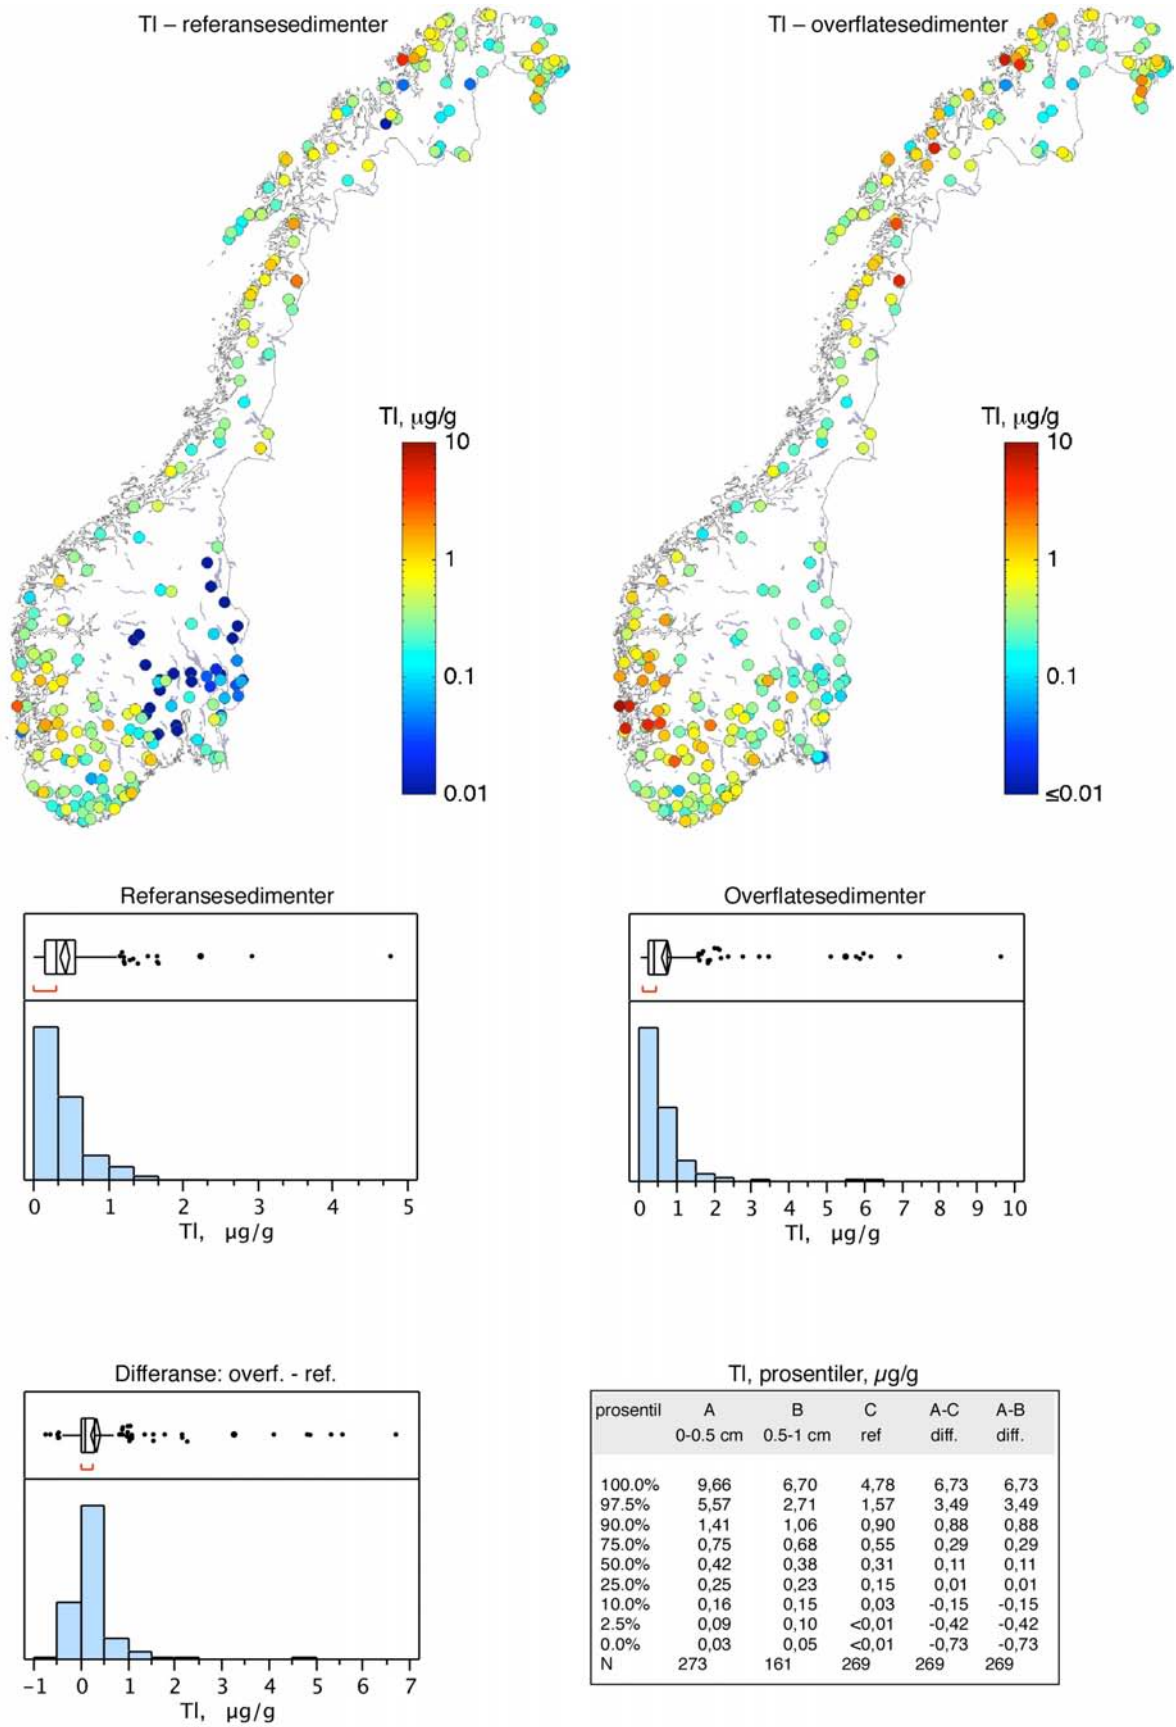 Tl – referansesedimenter
Tl – overflatesedimenter
Tl, μg/g
10
1
0.1
0.01
Tl, μg/g
10
1
0.1
≤0.01
Referansesedimenter
0 1 2 3 4 5
Tl, μg/g
Overflatesedimenter
0 1 2 3 4 5 6 7 8 9 10
Tl, μg/g
Differanse: overf. - ref.
−1 0 1 2 3 4 5 6 7
Tl, μg/g
Tl, prosentiler, μg/g
prosentil A B C A-C A-B
0-0.5 cm 0.5-1 cm ref diff. diff.
100.0% 9,66 6,70 4,78 6,73 6,73
97.5% 5,57 2,71 1,57 3,49 3,49
90.0% 1,41 1,06 0,90 0,88 0,88
75.0% 0,75 0,68 0,55 0,29 0,29
50.0% 0,42 0,38 0,31 0,11 0,11
25.0% 0,25 0,23 0,15 0,01 0,01
10.0% 0,16 0,15 0,03 -0,15 -0,15
2.5% 0,09 0,10 <0,01 -0,42 -0,42
0.0% 0,03 0,05 <0,01 -0,73 -0,73
N 273 161 269 269 269